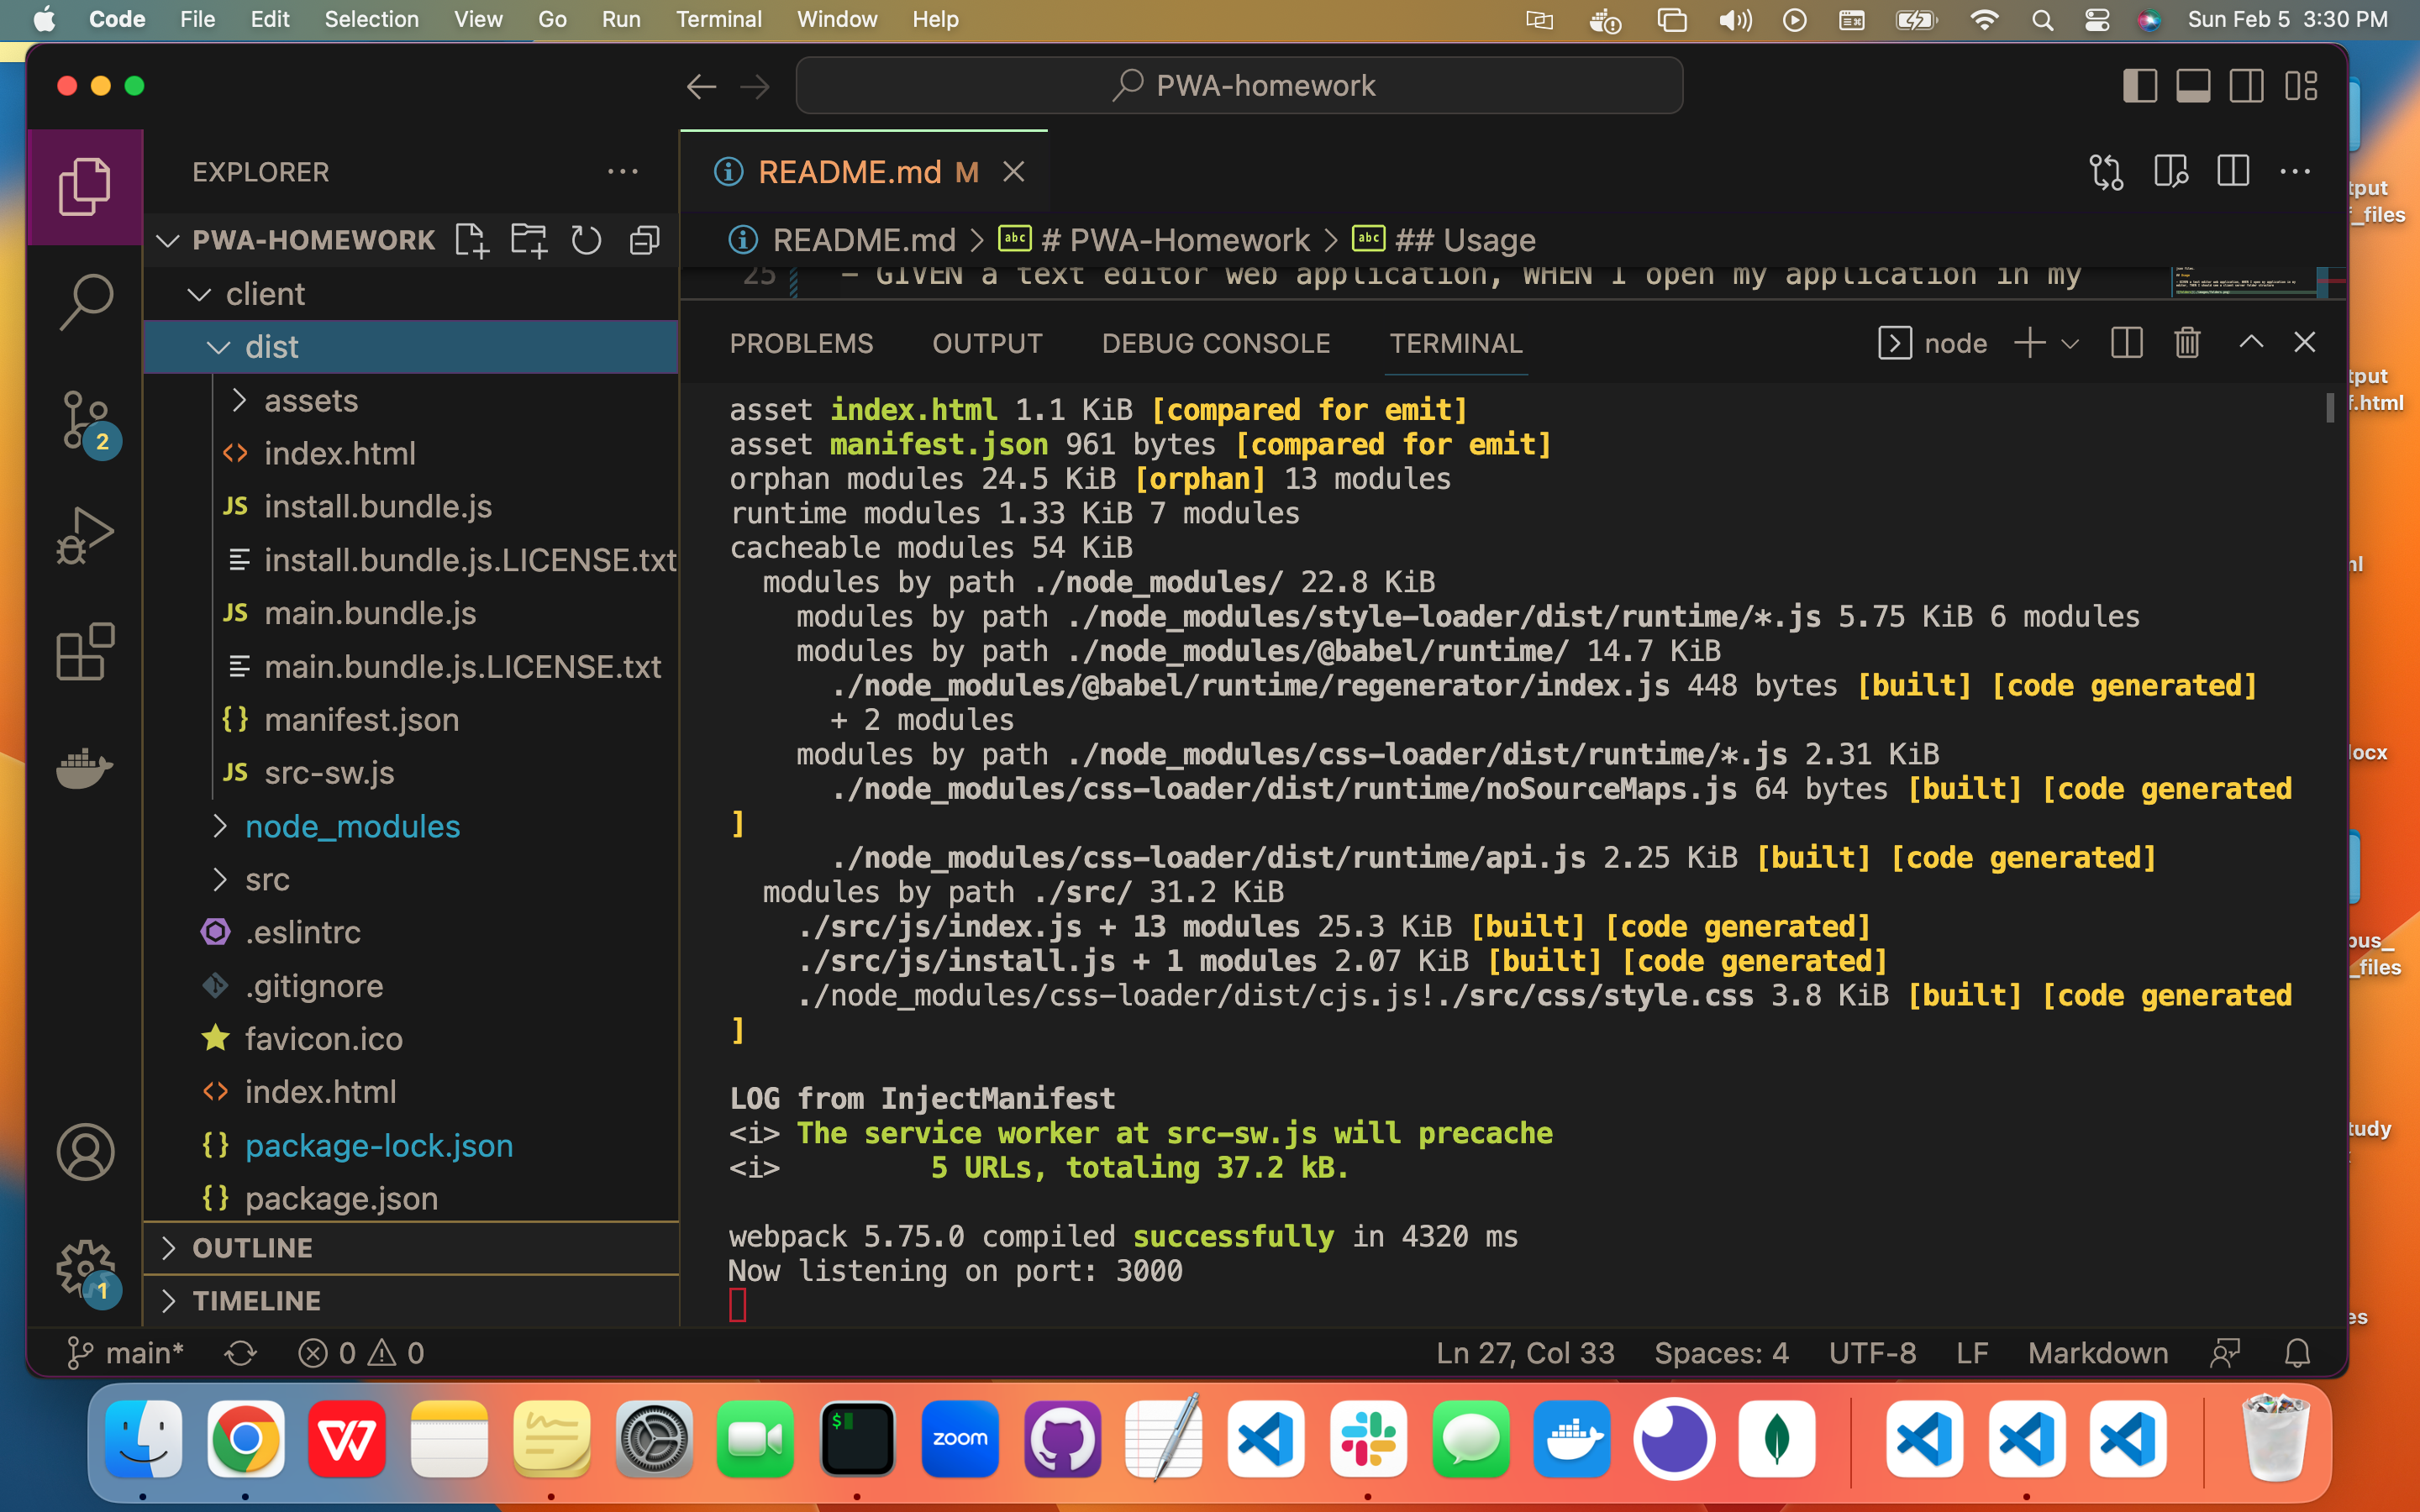 Code File Edit Selection View Go Run Terminal Window Help Sun Feb 5 3:30 PM
PWA-homework
EXPLORER
README.md M
PWA-HOMEWORK
README.md > abc # PWA-Homework > abc ## Usage
25 - GIVEN a text editor web application, WHEN I open my application in my
client
dist
assets
index.html
JS install.bundle.js
install.bundle.js.LICENSE.txt
JS main.bundle.js
main.bundle.js.LICENSE.txt
{} manifest.json
JS src-sw.js
node_modules
src
.eslintrc
.gitignore
favicon.ico
index.html
{} package-lock.json
{} package.json
OUTLINE
TIMELINE
2
1
PROBLEMS OUTPUT DEBUG CONSOLE TERMINAL node
asset index.html 1.1 KiB [compared for emit]
asset manifest.json 961 bytes [compared for emit]
orphan modules 24.5 KiB [orphan] 13 modules
runtime modules 1.33 KiB 7 modules
cacheable modules 54 KiB
modules by path ./node_modules/ 22.8 KiB
modules by path ./node_modules/style-loader/dist/runtime/*.js 5.75 KiB 6 modules
modules by path ./node_modules/@babel/runtime/ 14.7 KiB
./node_modules/@babel/runtime/regenerator/index.js 448 bytes [built] [code generated]
+ 2 modules
modules by path ./node_modules/css-loader/dist/runtime/*.js 2.31 KiB
./node_modules/css-loader/dist/runtime/noSourceMaps.js 64 bytes [built] [code generated
]
./node_modules/css-loader/dist/runtime/api.js 2.25 KiB [built] [code generated]
modules by path ./src/ 31.2 KiB
./src/js/index.js + 13 modules 25.3 KiB [built] [code generated]
./src/js/install.js + 1 modules 2.07 KiB [built] [code generated]
./node_modules/css-loader/dist/cjs.js!./src/css/style.css 3.8 KiB [built] [code generated
]
LOG from InjectManifest
<i> The service worker at src-sw.js will precache
<i> 5 URLs, totaling 37.2 kB.
webpack 5.75.0 compiled successfully in 4320 ms
Now listening on port: 3000
main* 0 0 Ln 27, Col 33 Spaces: 4 UTF-8 LF Markdown
tput
_files
tput
f.html
nl
ocx
ous_
_files
tudy
es
zoom